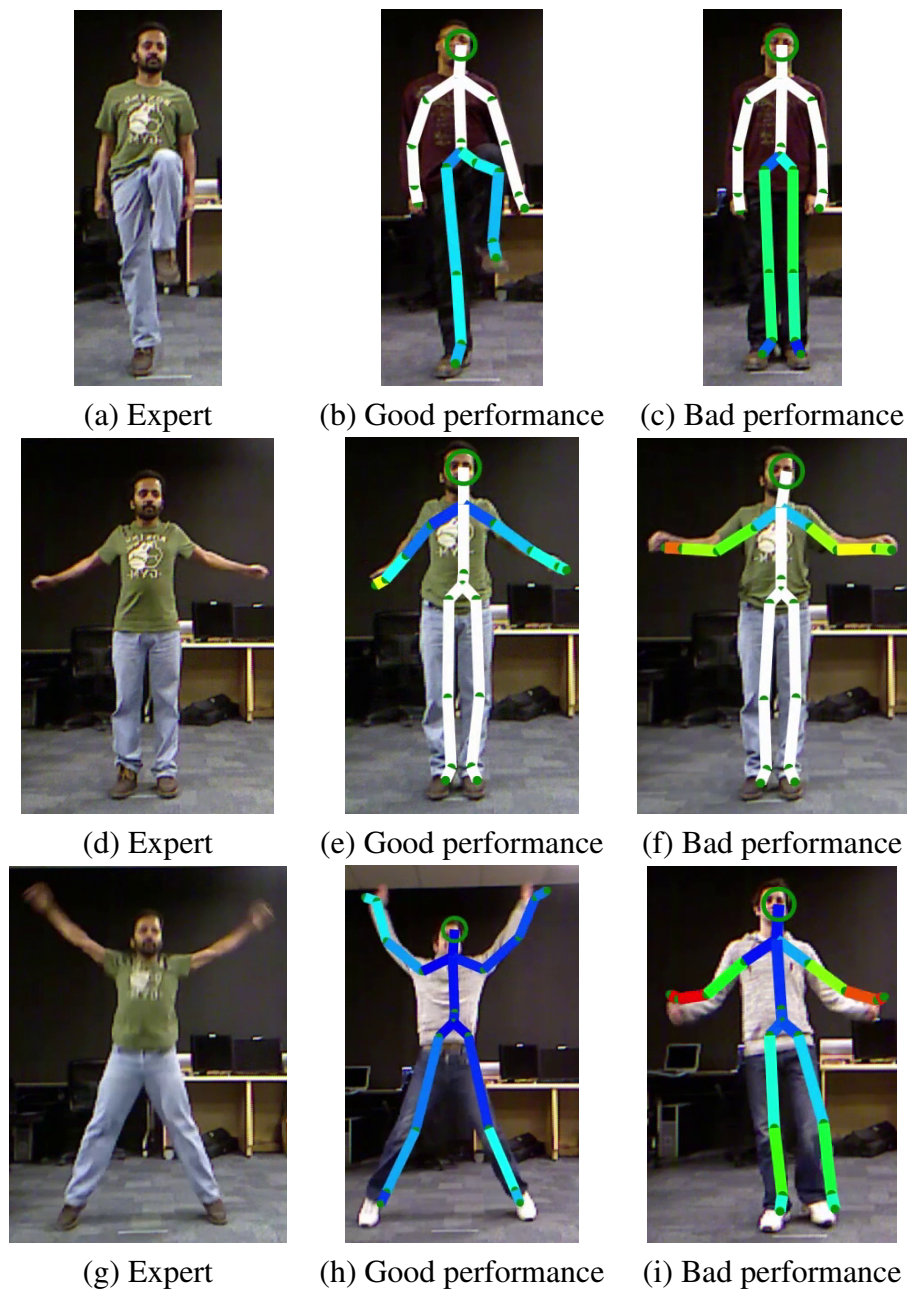 (a) Expert (b) Good performance (c) Bad performance
(d) Expert (e) Good performance (f) Bad performance
(g) Expert (h) Good performance (i) Bad performance